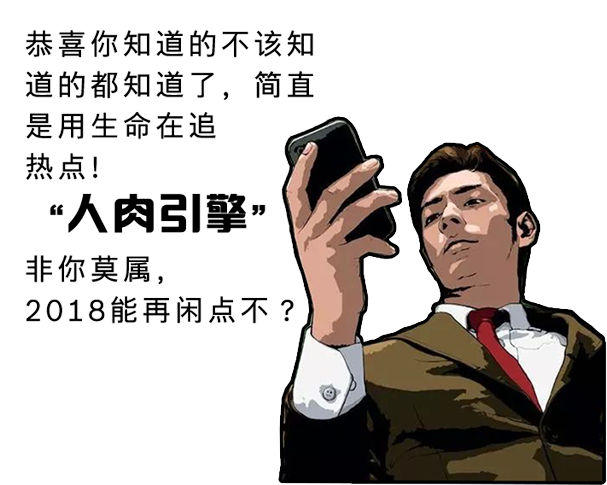 恭喜你知道的不该知
道的都知道了，简直
是用生命在追
热点!
“人肉引擎”
非你莫属，
2018能再闲点不？